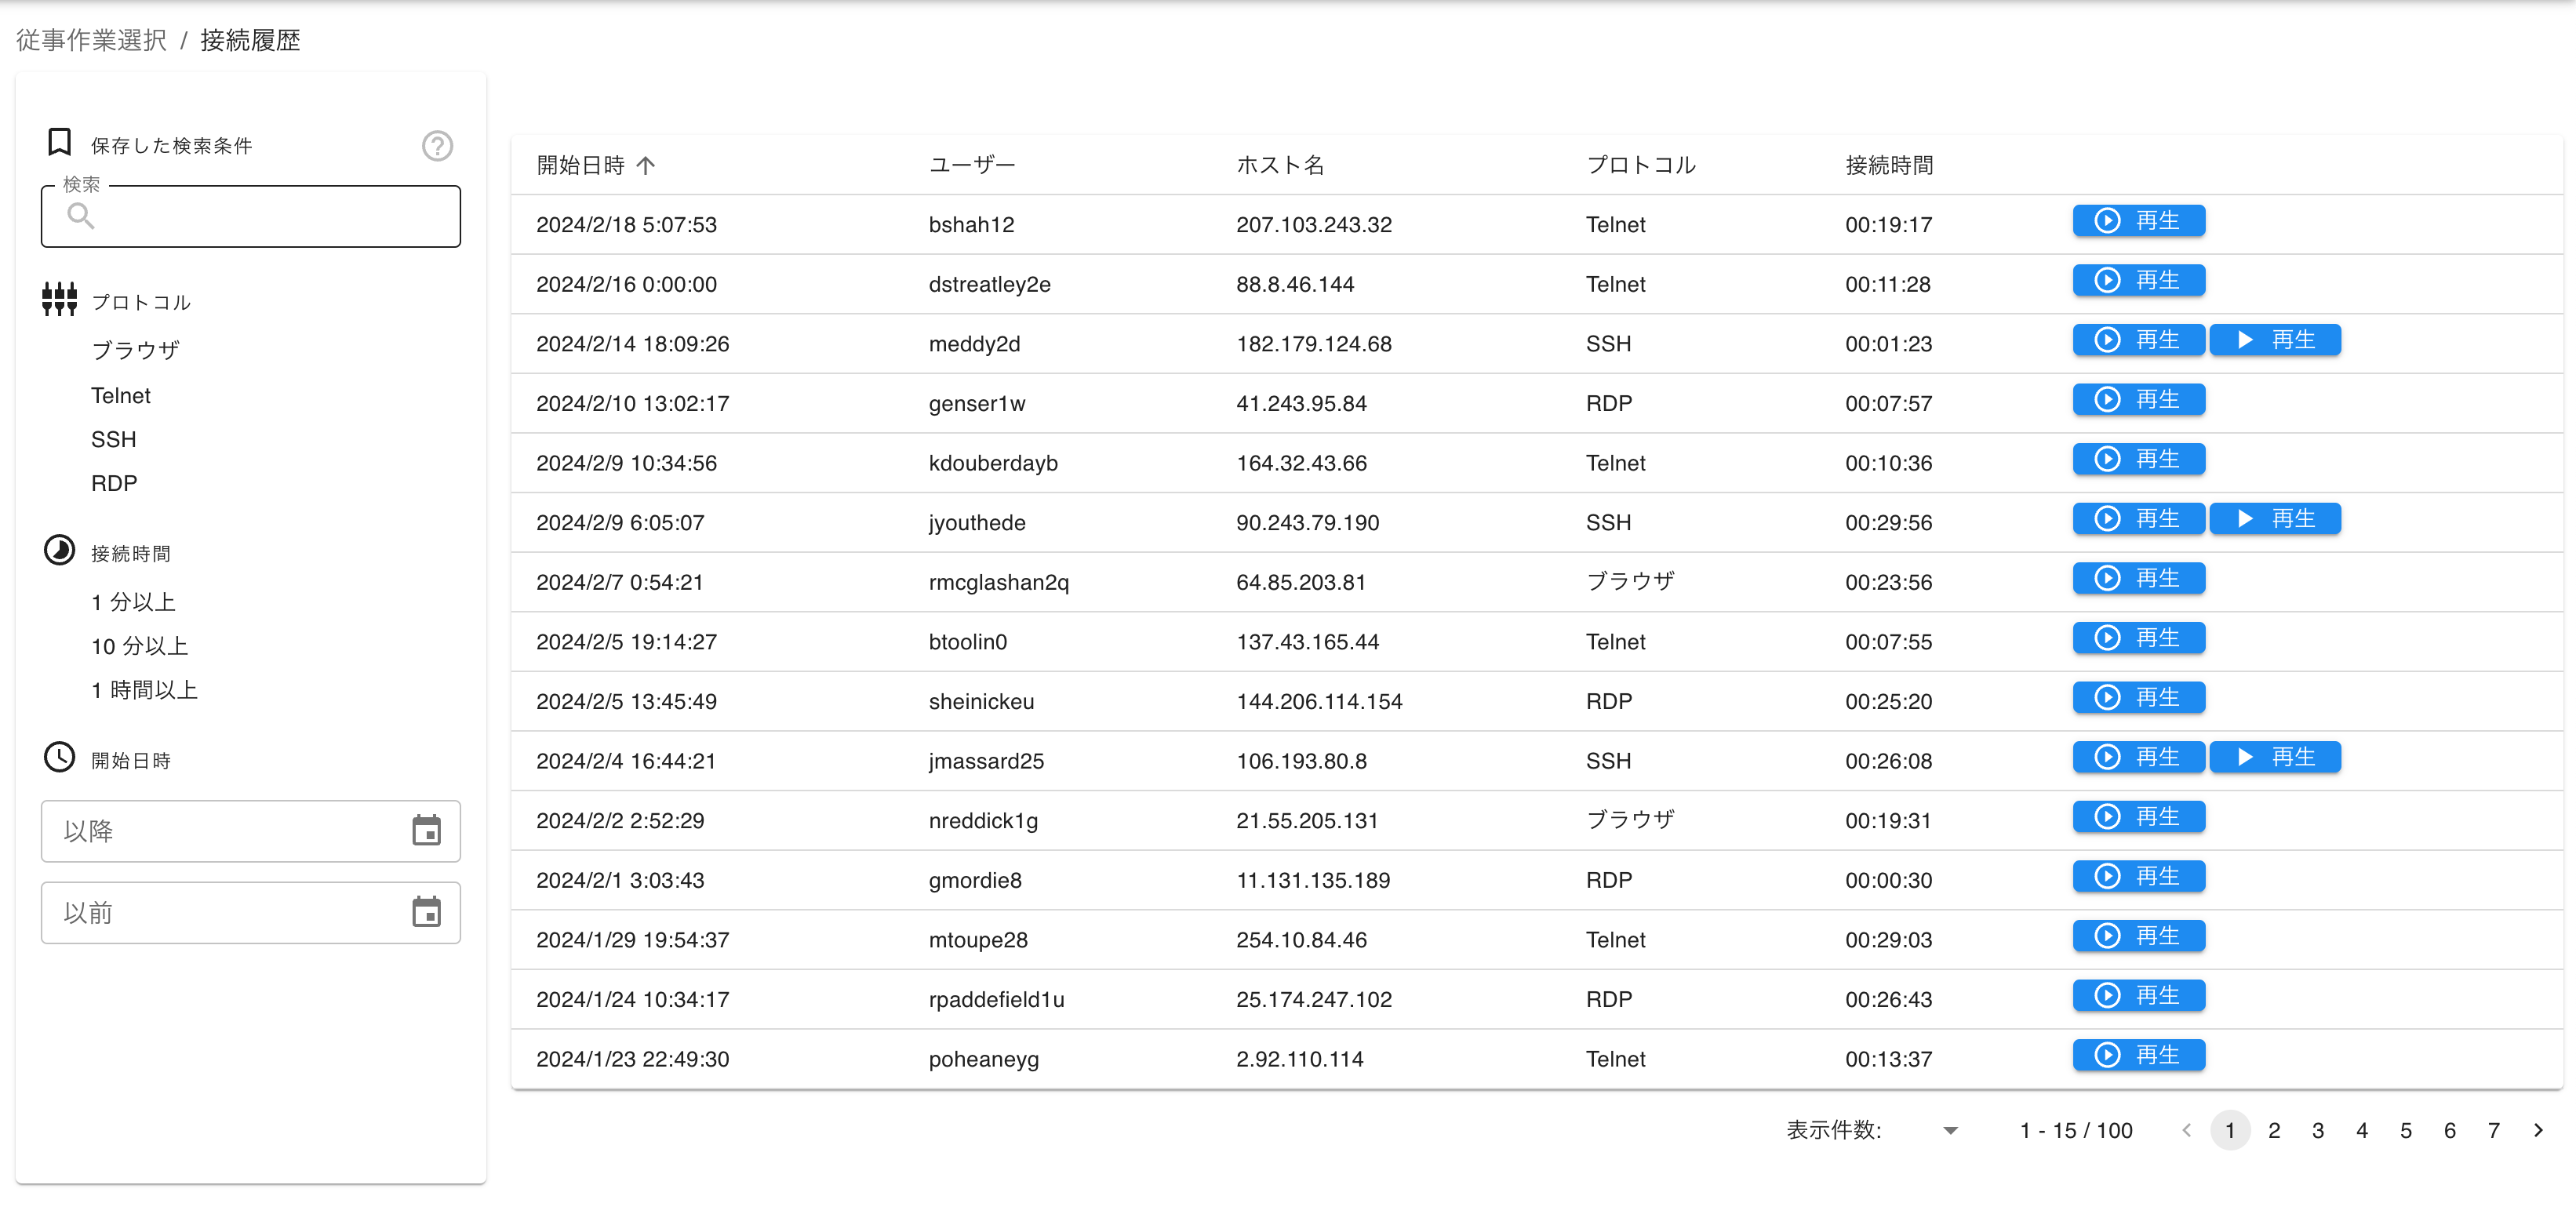 従事作業選択 / 接続履歴
保存した検索条件
検索
プロトコル
ブラウザ
Telnet
SSH
RDP
接続時間
1 分以上
10 分以上
1 時間以上
開始日時
以降
以前
開始日時 ユーザー ホスト名 プロトコル 接続時間
2024/2/18 5:07:53 bshah12 207.103.243.32 Telnet 00:19:17 再生
2024/2/16 0:00:00 dstreatley2e 88.8.46.144 Telnet 00:11:28 再生
2024/2/14 18:09:26 meddy2d 182.179.124.68 SSH 00:01:23 再生 再生
2024/2/10 13:02:17 genser1w 41.243.95.84 RDP 00:07:57 再生
2024/2/9 10:34:56 kdouberdayb 164.32.43.66 Telnet 00:10:36 再生
2024/2/9 6:05:07 jyouthede 90.243.79.190 SSH 00:29:56 再生 再生
2024/2/7 0:54:21 rmcglashan2q 64.85.203.81 ブラウザ 00:23:56 再生
2024/2/5 19:14:27 btoolin0 137.43.165.44 Telnet 00:07:55 再生
2024/2/5 13:45:49 sheinickeu 144.206.114.154 RDP 00:25:20 再生
2024/2/4 16:44:21 jmassard25 106.193.80.8 SSH 00:26:08 再生 再生
2024/2/2 2:52:29 nreddick1g 21.55.205.131 ブラウザ 00:19:31 再生
2024/2/1 3:03:43 gmordie8 11.131.135.189 RDP 00:00:30 再生
2024/1/29 19:54:37 mtoupe28 254.10.84.46 Telnet 00:29:03 再生
2024/1/24 10:34:17 rpaddefield1u 25.174.247.102 RDP 00:26:43 再生
2024/1/23 22:49:30 poheaneyg 2.92.110.114 Telnet 00:13:37 再生
表示件数: 1 - 15 / 100 1 2 3 4 5 6 7